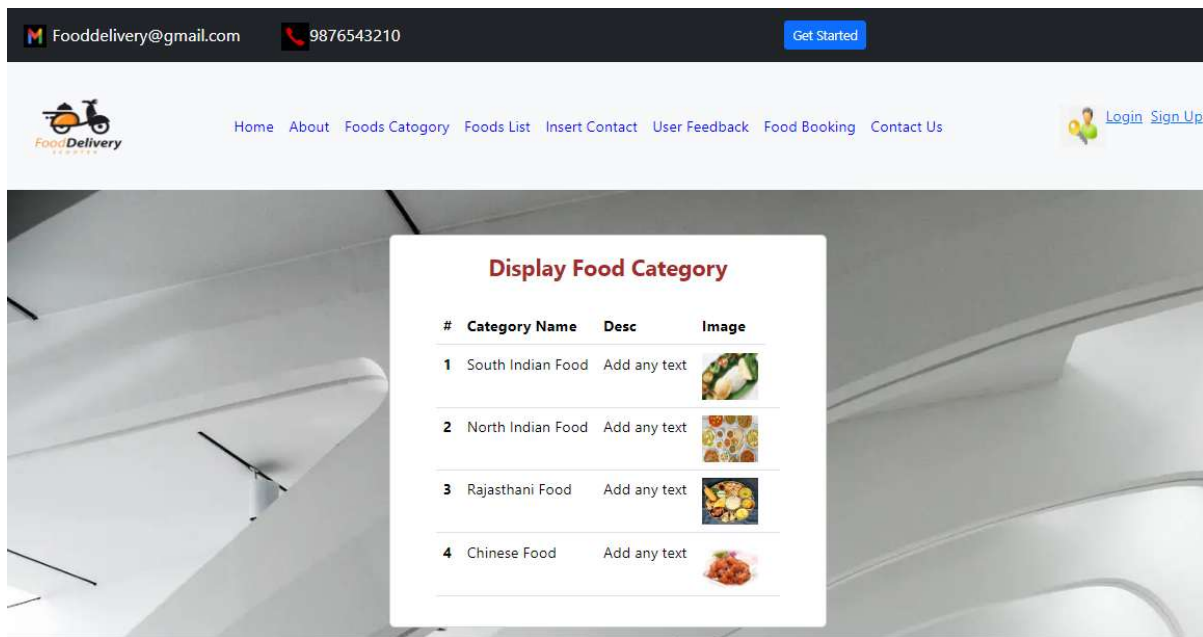 Fooddelivery@gmail.com 9876543210 Get Started
FoodDelivery
Home About Foods Catogory Foods List Insert Contact User Feedback Food Booking Contact Us
Login Sign Up
Display Food Category
# Category Name Desc Image
1 South Indian Food Add any text
2 North Indian Food Add any text
3 Rajasthani Food Add any text
4 Chinese Food Add any text